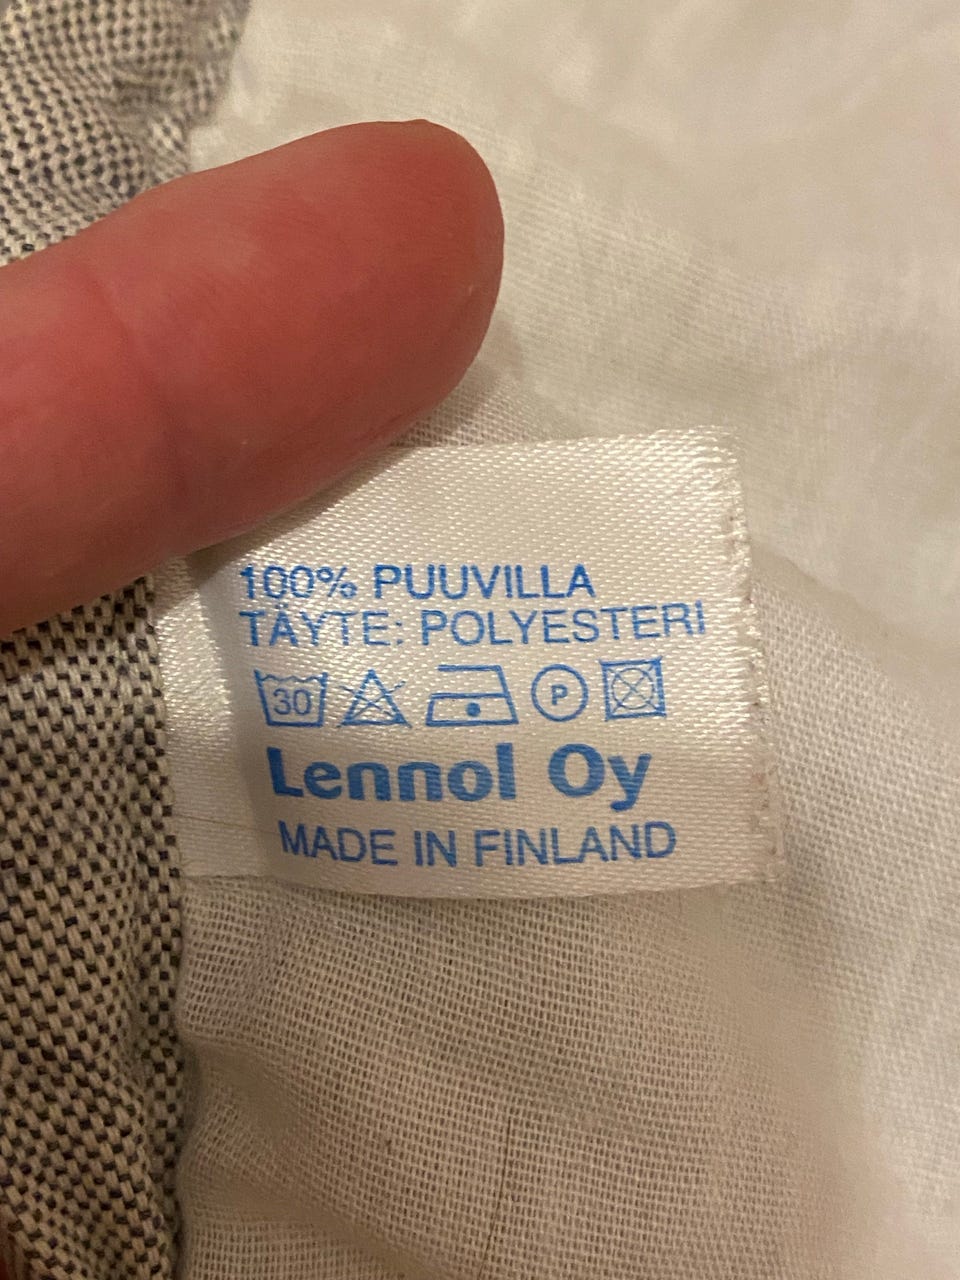 100% PUUVILLA
TÄYTE: POLYESTERI
30 P
Lennol Oy
MADE IN FINLAND